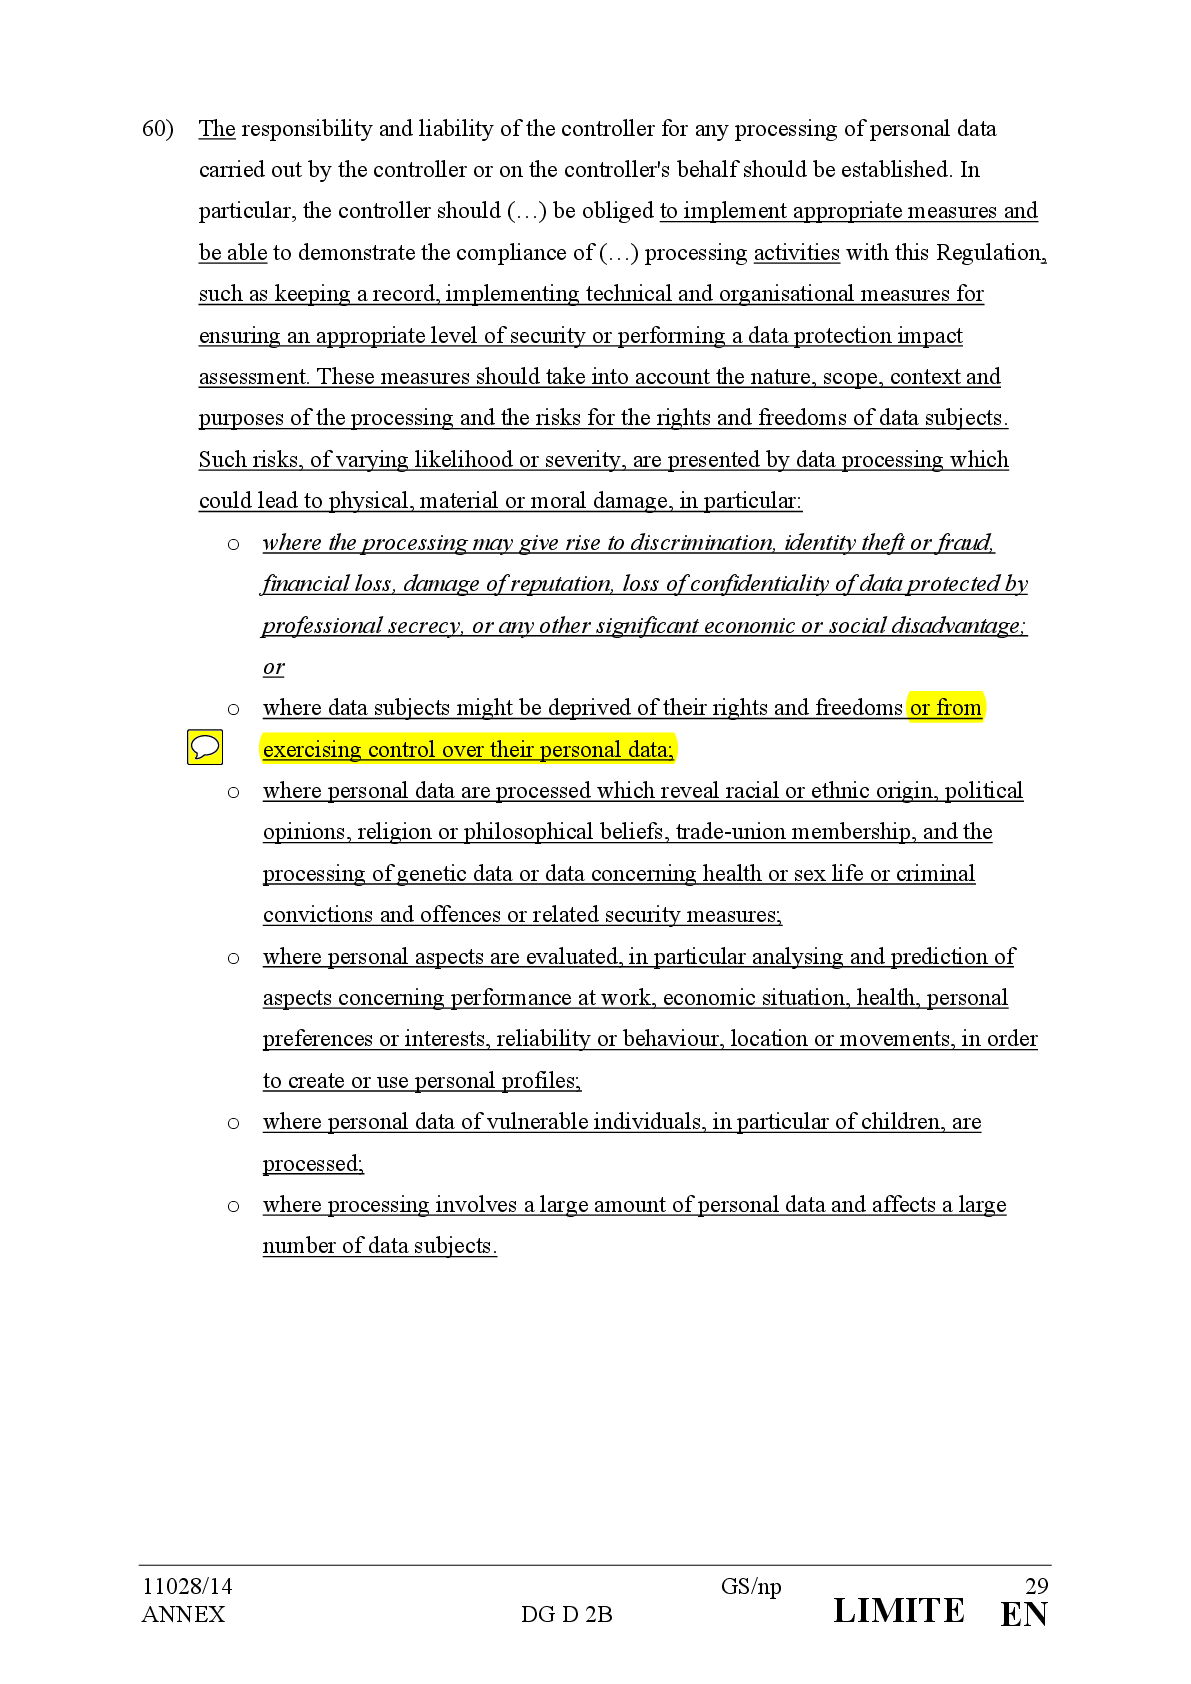 60) The responsibility and liability of the controller for any processing of personal data
carried out by the controller or on the controller's behalf should be established. In
particular, the controller should (…) be obliged to implement appropriate measures and
be able to demonstrate the compliance of (…) processing activities with this Regulation,
such as keeping a record, implementing technical and organisational measures for
ensuring an appropriate level of security or performing a data protection impact
assessment. These measures should take into account the nature, scope, context and
purposes of the processing and the risks for the rights and freedoms of data subjects.
Such risks, of varying likelihood or severity, are presented by data processing which
could lead to physical, material or moral damage, in particular:
o where the processing may give rise to discrimination, identity theft or fraud,
financial loss, damage of reputation, loss of confidentiality of data protected by
professional secrecy, or any other significant economic or social disadvantage;
or
o where data subjects might be deprived of their rights and freedoms or from
exercising control over their personal data;
o where personal data are processed which reveal racial or ethnic origin, political
opinions, religion or philosophical beliefs, trade-union membership, and the
processing of genetic data or data concerning health or sex life or criminal
convictions and offences or related security measures;
o where personal aspects are evaluated, in particular analysing and prediction of
aspects concerning performance at work, economic situation, health, personal
preferences or interests, reliability or behaviour, location or movements, in order
to create or use personal profiles;
o where personal data of vulnerable individuals, in particular of children, are
processed;
o where processing involves a large amount of personal data and affects a large
number of data subjects.
11028/14 GS/np 29
ANNEX DG D 2B LIMITE EN